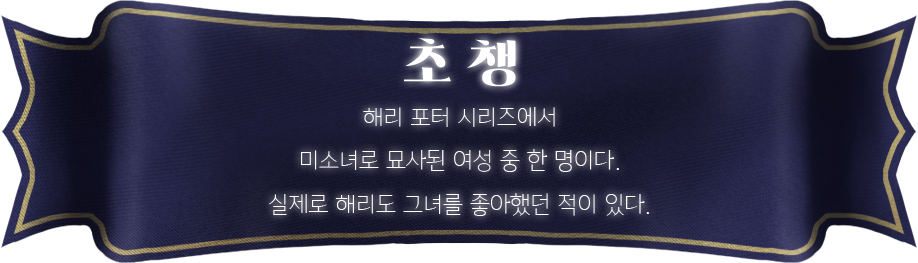 초 챙
해리 포터 시리즈에서
미소녀로 묘사된 여성 중 한 명이다.
실제로 해리도 그녀를 좋아했던 적이 있다.